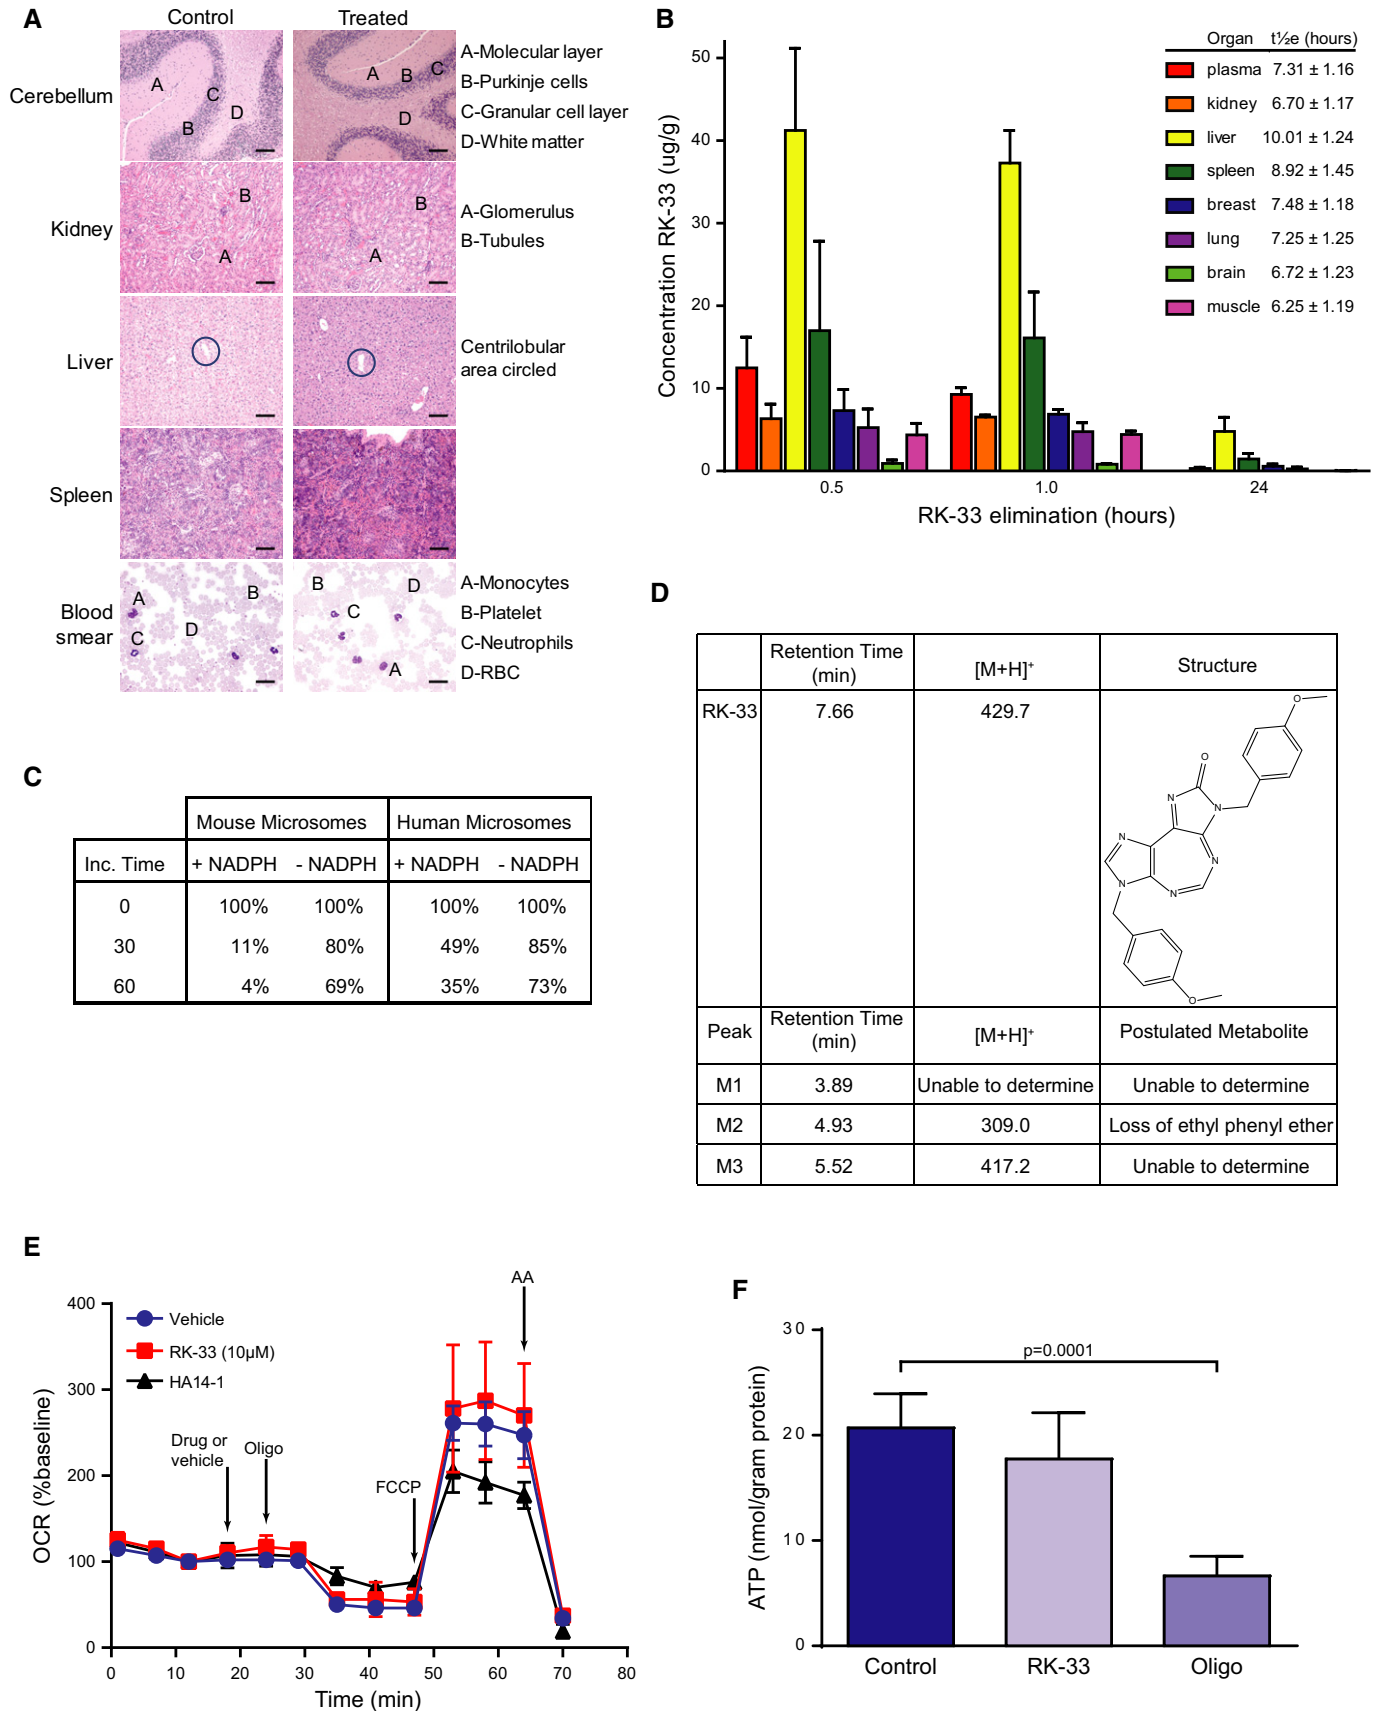 A
Control Treated
Cerebellum
A B C D
A B C D
A-Molecular layer
B-Purkinje cells
C-Granular cell layer
D-White matter
Kidney
B A
B A
A-Glomerulus
B-Tubules
Liver
Centrilobular
area circled
Spleen
Blood
smear
A B C D
B D C A
A-Monocytes
B-Platelet
C-Neutrophils
D-RBC
B
Concentration RK-33 (ug/g)
50
40
30
20
10
0
0.5 1.0 24
RK-33 elimination (hours)
Organ t½e (hours)
plasma 7.31 ± 1.16
kidney 6.70 ± 1.17
liver 10.01 ± 1.24
spleen 8.92 ± 1.45
breast 7.48 ± 1.18
lung 7.25 ± 1.25
brain 6.72 ± 1.23
muscle 6.25 ± 1.19
C
Mouse Microsomes Human Microsomes
Inc. Time + NADPH - NADPH + NADPH - NADPH
0 100% 100% 100% 100%
30 11% 80% 49% 85%
60 4% 69% 35% 73%
D
Retention Time
(min) [M+H]+ Structure
RK-33 7.66 429.7
O
O
N
N
N
N
N
N
O
Peak Retention Time
(min) [M+H]+ Postulated Metabolite
M1 3.89 Unable to determine Unable to determine
M2 4.93 309.0 Loss of ethyl phenyl ether
M3 5.52 417.2 Unable to determine
E
OCR (%baseline)
400
300
200
100
0
0 10 20 30 40 50 60 70 80
Time (min)
Vehicle
RK-33 (10µM)
HA14-1
Drug or
vehicle
Oligo
FCCP
AA
F
ATP (nmol/gram protein)
30
20
10
0
p=0.0001
Control RK-33 Oligo